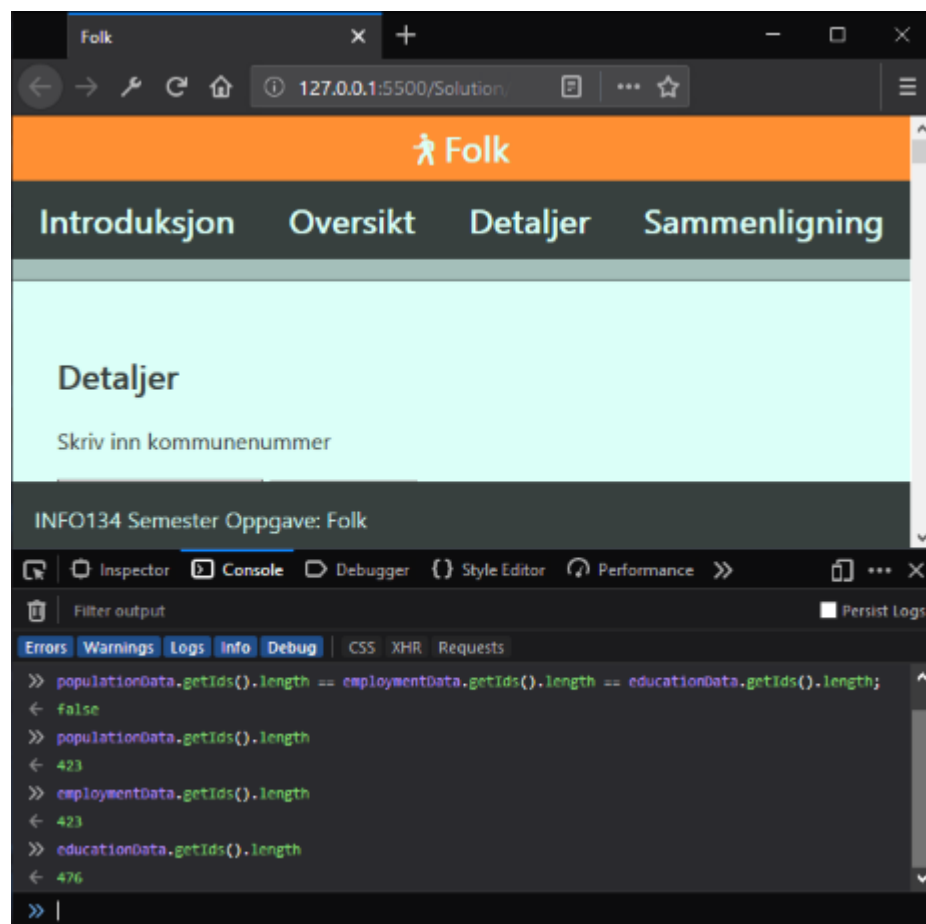 Folk
127.0.0.1:5500/Solution/
Folk
Introduksjon Oversikt Detaljer Sammenligning
Detaljer
Skriv inn kommunenummer
INFO134 Semester Oppgave: Folk
Inspector Console Debugger {} Style Editor Performance
Filter output Persist Logs
Errors Warnings Logs Info Debug CSS XHR Requests
» populationData.getIds().length == employmentData.getIds().length == educationData.getIds().length;
← false
» populationData.getIds().length
← 423
» employmentData.getIds().length
← 423
» educationData.getIds().length
← 476
»